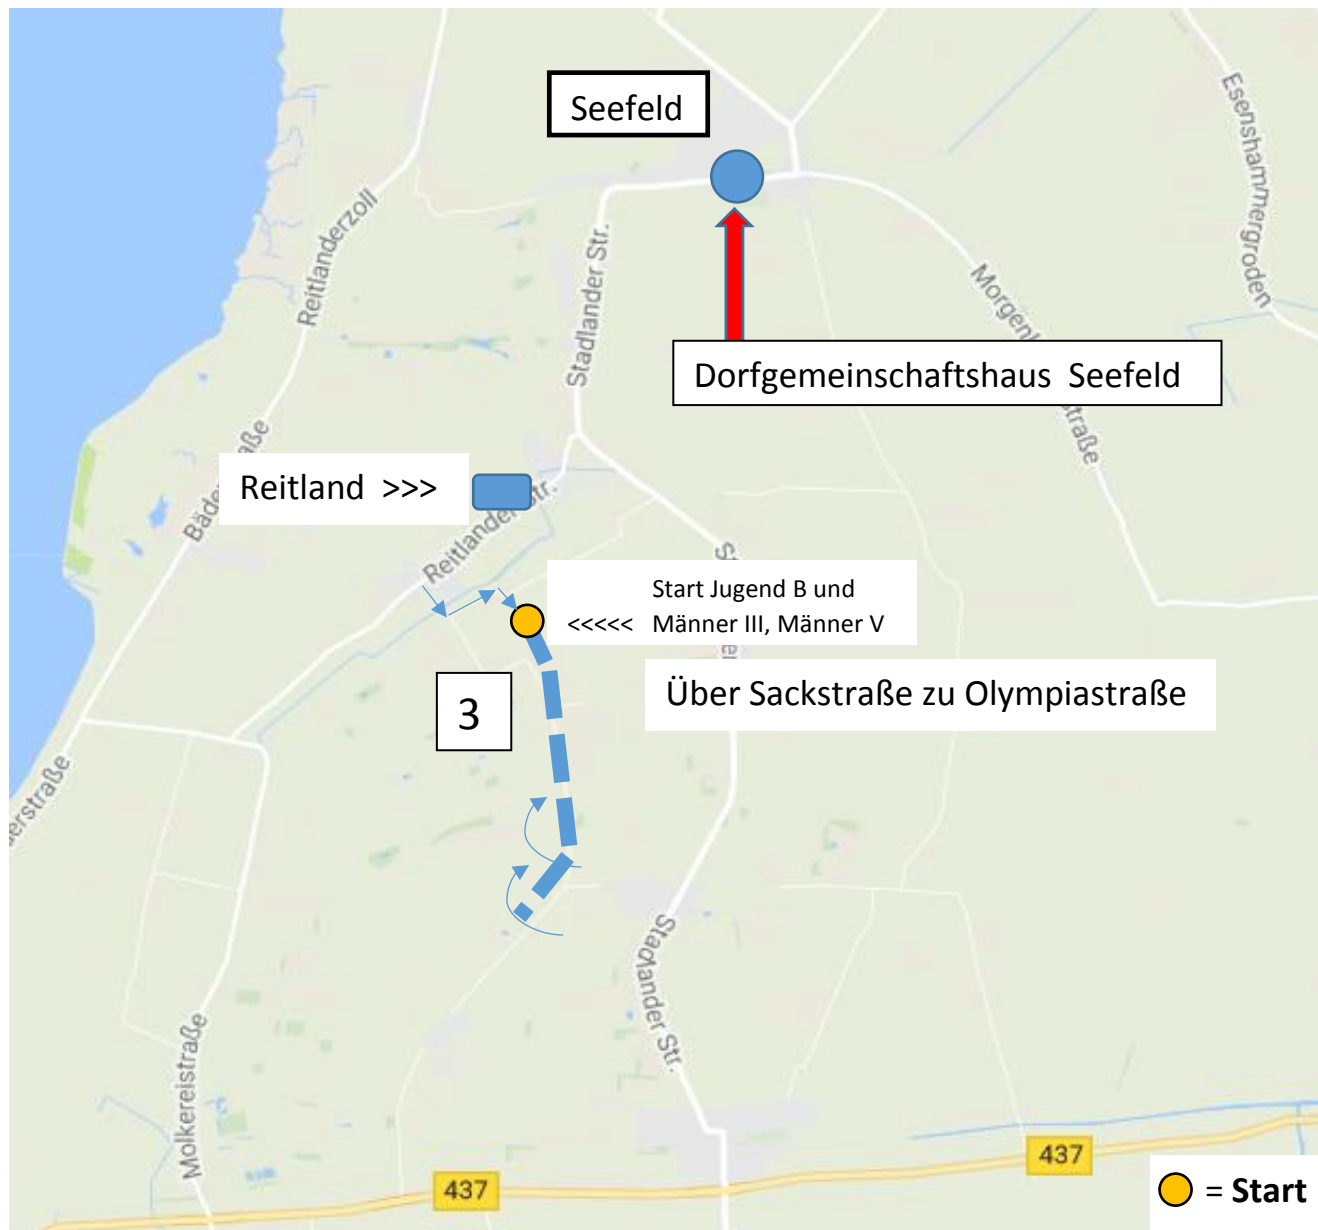 Seefeld
Esenshammergroden
Reitlanderzoll
Stadlander Str.
Dorfgemeinschaftshaus Seefeld
Reitland >>>
Reitlander Str.
Start Jugend B und
<<<<< Männer III, Männer V
3
Über Sackstraße zu Olympiastraße
Stadlander Str.
Molkereistraße
437
437
= Start